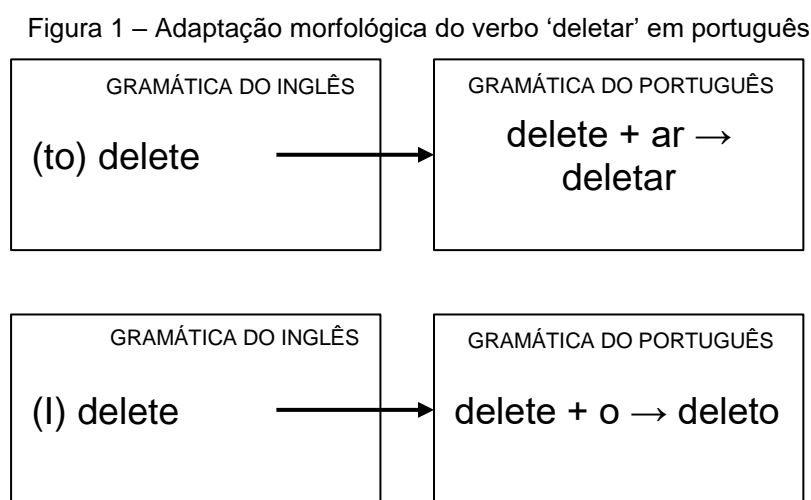 Figura 1 – Adaptação morfológica do verbo ‘deletar’ em português
GRAMÁTICA DO INGLÊS
(to) delete
GRAMÁTICA DO PORTUGUÊS
delete + ar →
deletar
GRAMÁTICA DO INGLÊS
(I) delete
GRAMÁTICA DO PORTUGUÊS
delete + o → deleto